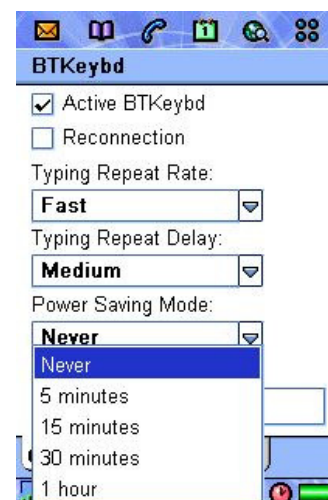 BTKeybd
Active BTKeybd
Reconnection
Typing Repeat Rate:
Fast
Typing Repeat Delay:
Medium
Power Saving Mode:
Never
Never
5 minutes
15 minutes
30 minutes
1 hour